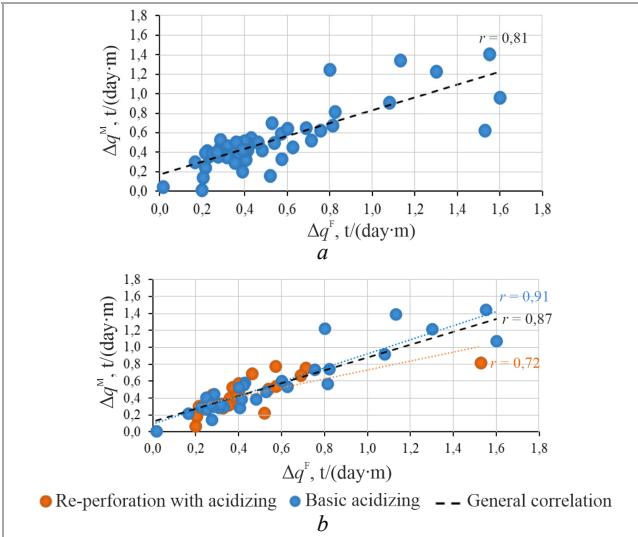 r = 0,81
1,8
1,6
1,4
1,2
1,0
0,8
0,6
0,4
0,2
0,0
Δqᴹ, t/(day·m)
0,0 0,2 0,4 0,6 0,8 1,0 1,2 1,4 1,6 1,8
Δqᶠ, t/(day·m)
a
1,8
1,6
1,4
1,2
1,0
0,8
0,6
0,4
0,2
0,0
Δqᴹ, t/(day·m)
r = 0,91
r = 0,87
r = 0,72
0,0 0,2 0,4 0,6 0,8 1,0 1,2 1,4 1,6 1,8
Δqᶠ, t/(day·m)
Re-perforation with acidizing Basic acidizing General correlation
b